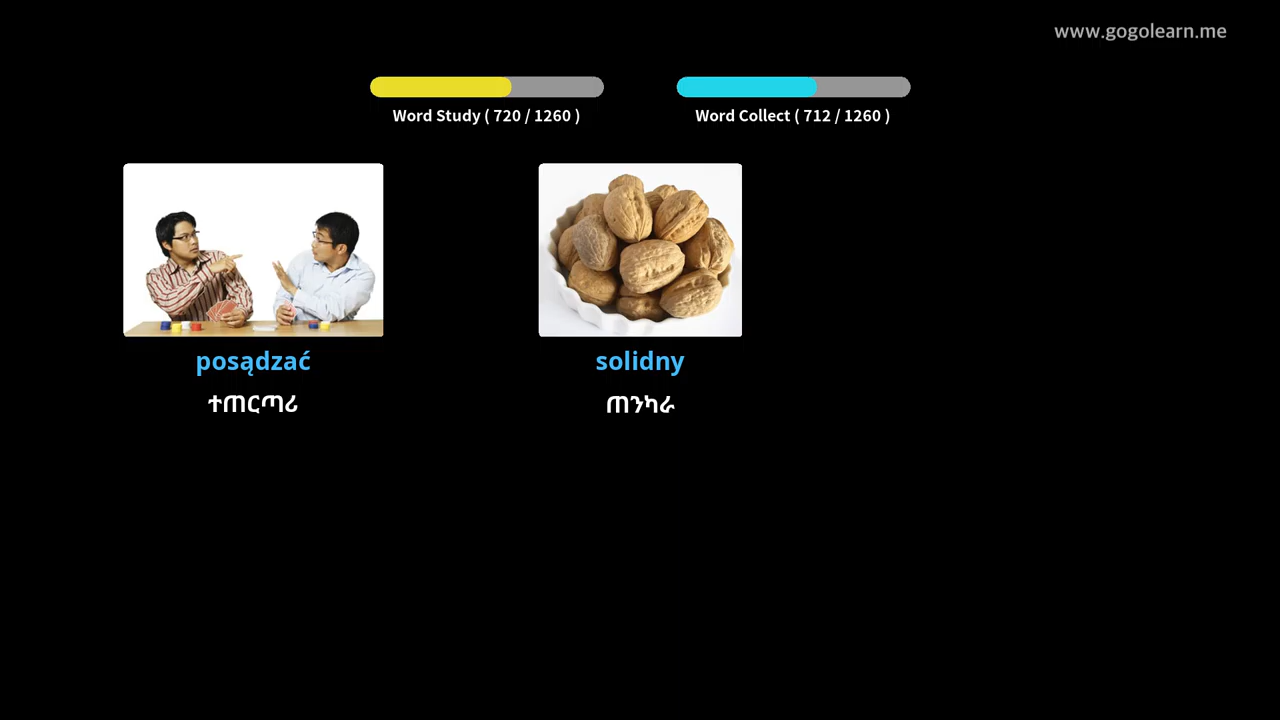 www.gogolearn.me
Word Study ( 720 / 1260 )
Word Collect ( 712 / 1260 )
posądzać
solidny
ተጠርጣሪ
ጠንካራ